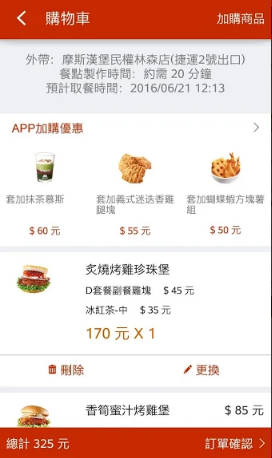 購物車
加購商品
外帶：摩斯漢堡民權林森店(捷運2號出口)
餐點製作時間：約需 20 分鐘
預計取餐時間：2016/06/21 12:13
APP加購優惠
套加抹茶慕斯
$ 60 元
套加義式迷迭香雞腿塊
$ 55 元
套加蝴蝶蝦方塊薯組
$ 50 元
炙燒烤雞珍珠堡
D套餐副餐雞塊 $ 45 元
冰紅茶-中 $ 35 元
170 元 X 1
刪除
更換
香筍蜜汁烤雞堡 $ 85 元
總計 325 元
訂單確認